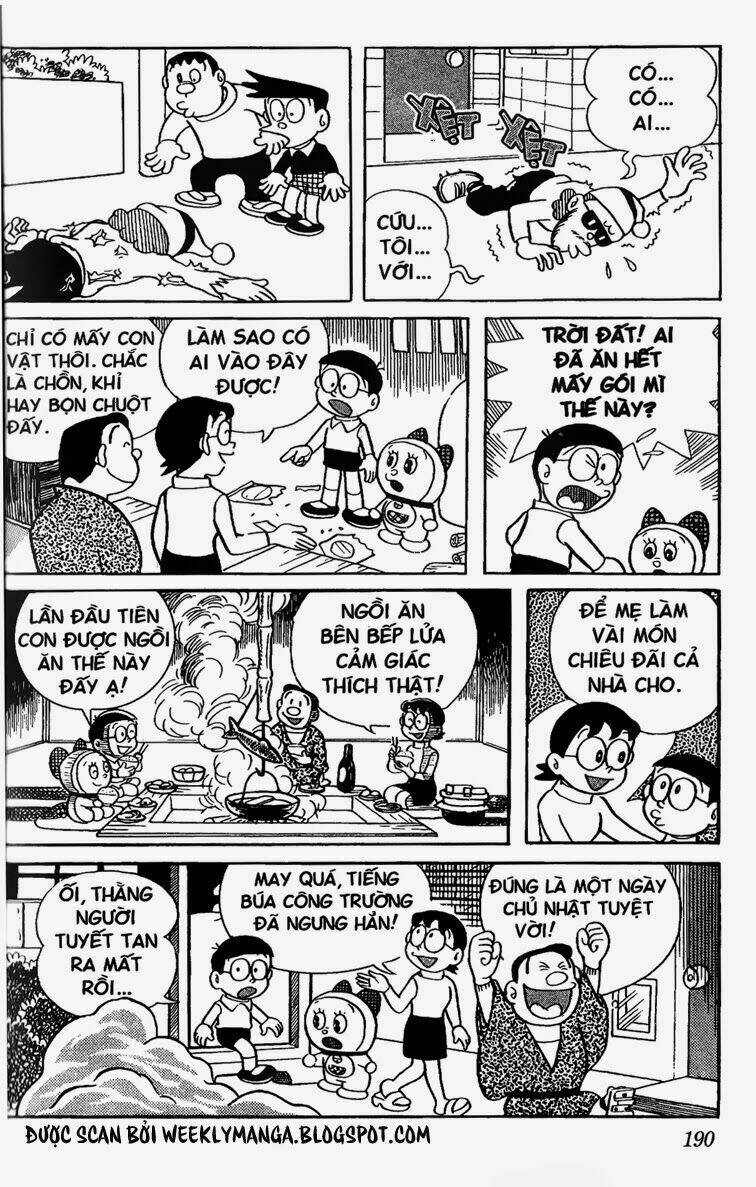 CÓ...
CÓ...
AI...
XỆT
XỆT
CỨU...
TÔI...
VỚI...
TRỜI ĐẤT! AI
ĐÃ ĂN HẾT
MẤY GÓI MÌ
THẾ NÀY?
LÀM SAO CÓ
AI VÀO ĐÂY
ĐƯỢC!
CHỈ CÓ MẤY CON
VẬT THÔI. CHẮC
LÀ CHỒN, KHỈ
HAY BỌN CHUỘT
ĐẤY.
ĐỂ MẸ LÀM
VÀI MÓN
CHIÊU ĐÃI CẢ
NHÀ CHO.
NGỒI ĂN
BÊN BẾP LỬA
CẢM GIÁC
THÍCH THẬT!
LẦN ĐẦU TIÊN
CON ĐƯỢC NGỒI
ĂN THẾ NÀY
ĐẤY Ạ!
ĐÚNG LÀ MỘT NGÀY
CHỦ NHẬT TUYỆT
VỜI!
MAY QUÁ, TIẾNG
BÚA CÔNG TRƯỜNG
ĐÃ NGƯNG HẲN!
ỐI, THẰNG
NGƯỜI
TUYẾT TAN
RA MẤT
RỒI...
ĐƯỢC SCAN BỞI WEEKLYMANGA.BLOGSPOT.COM
190